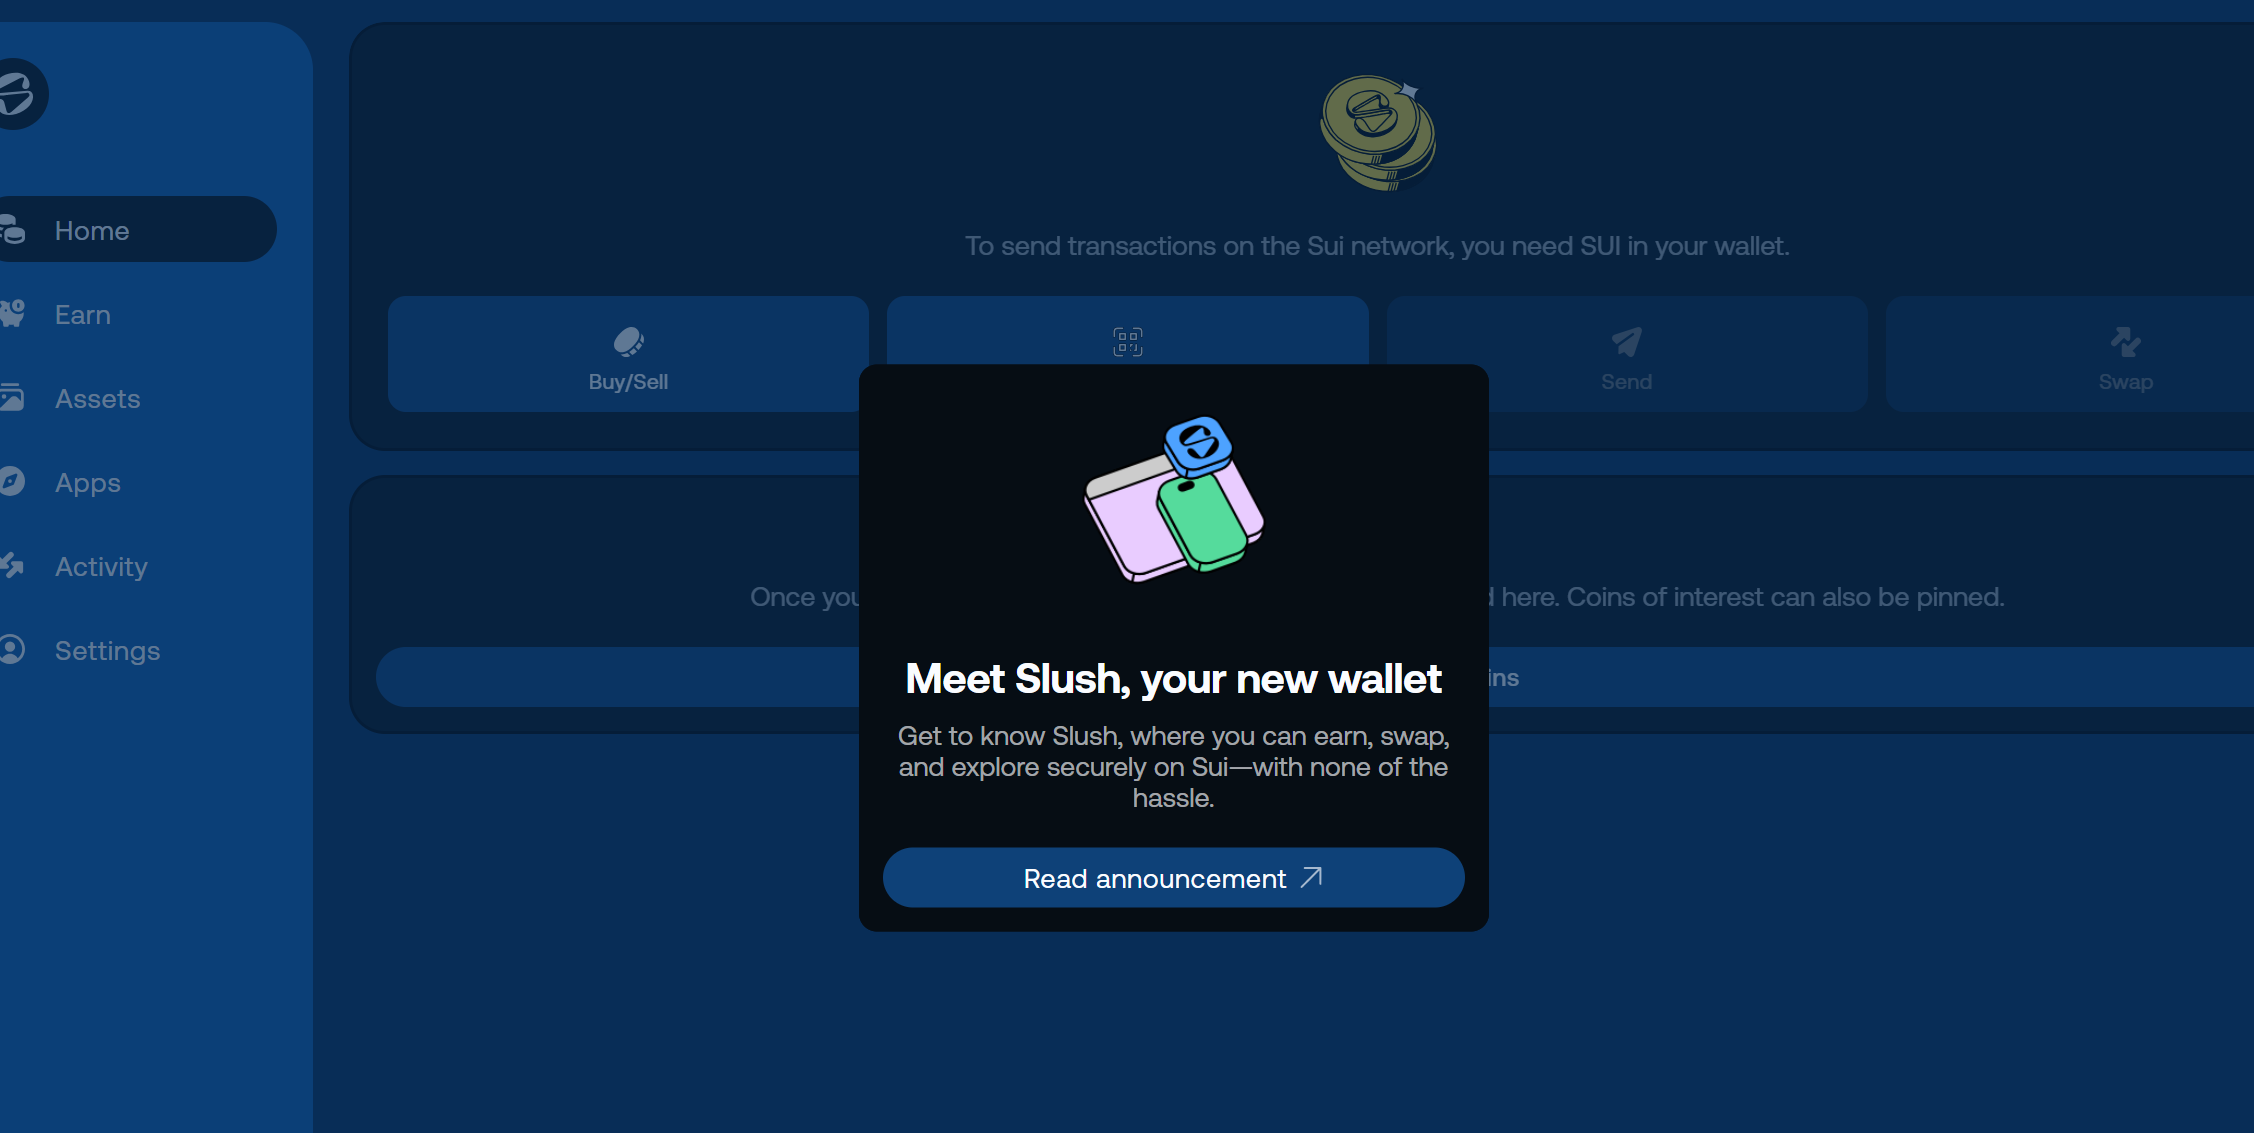 Home
Earn
Assets
Apps
Activity
Settings
To send transactions on the Sui network, you need SUI in your wallet.
Buy/Sell
Send
Swap
Once you
here. Coins of interest can also be pinned.
Meet Slush, your new wallet
Get to know Slush, where you can earn, swap,
and explore securely on Sui—with none of the
hassle.
Read announcement